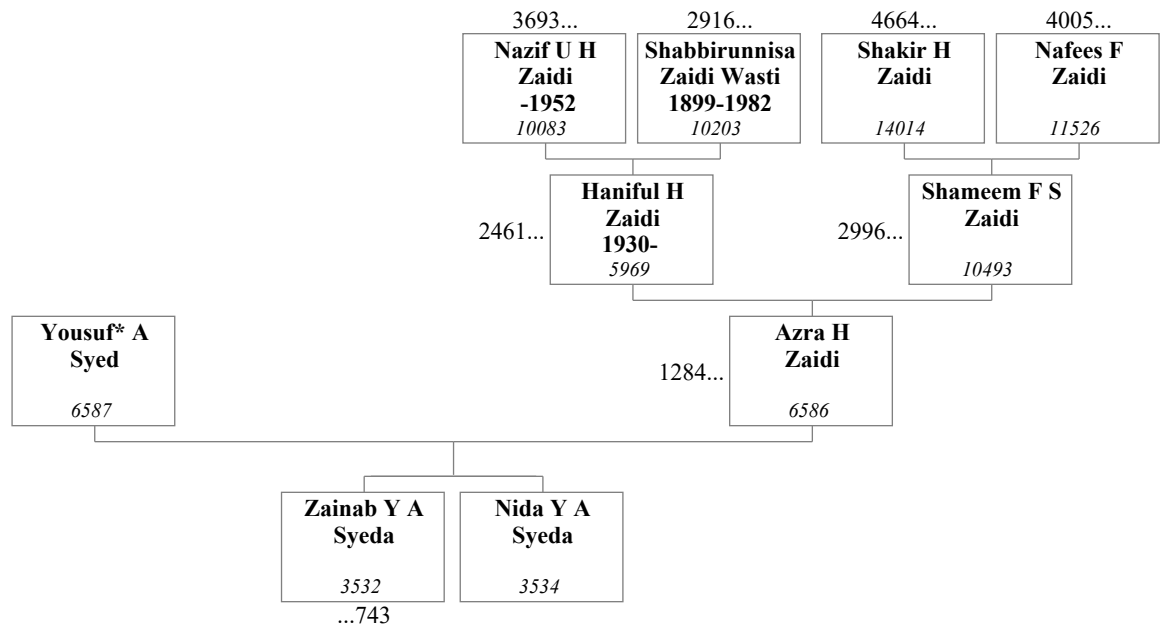 3693...
2916...
4664...
4005...
Nazif U H
Zaidi
-1952
10083
Shabbirunnisa
Zaidi Wasti
1899-1982
10203
Shakir H
Zaidi
14014
Nafees F
Zaidi
11526
2461...
Haniful H
Zaidi
1930-
5969
2996...
Shameem F S
Zaidi
10493
Yousuf* A
Syed
6587
1284...
Azra H
Zaidi
6586
Zainab Y A
Syeda
3532
...743
Nida Y A
Syeda
3534